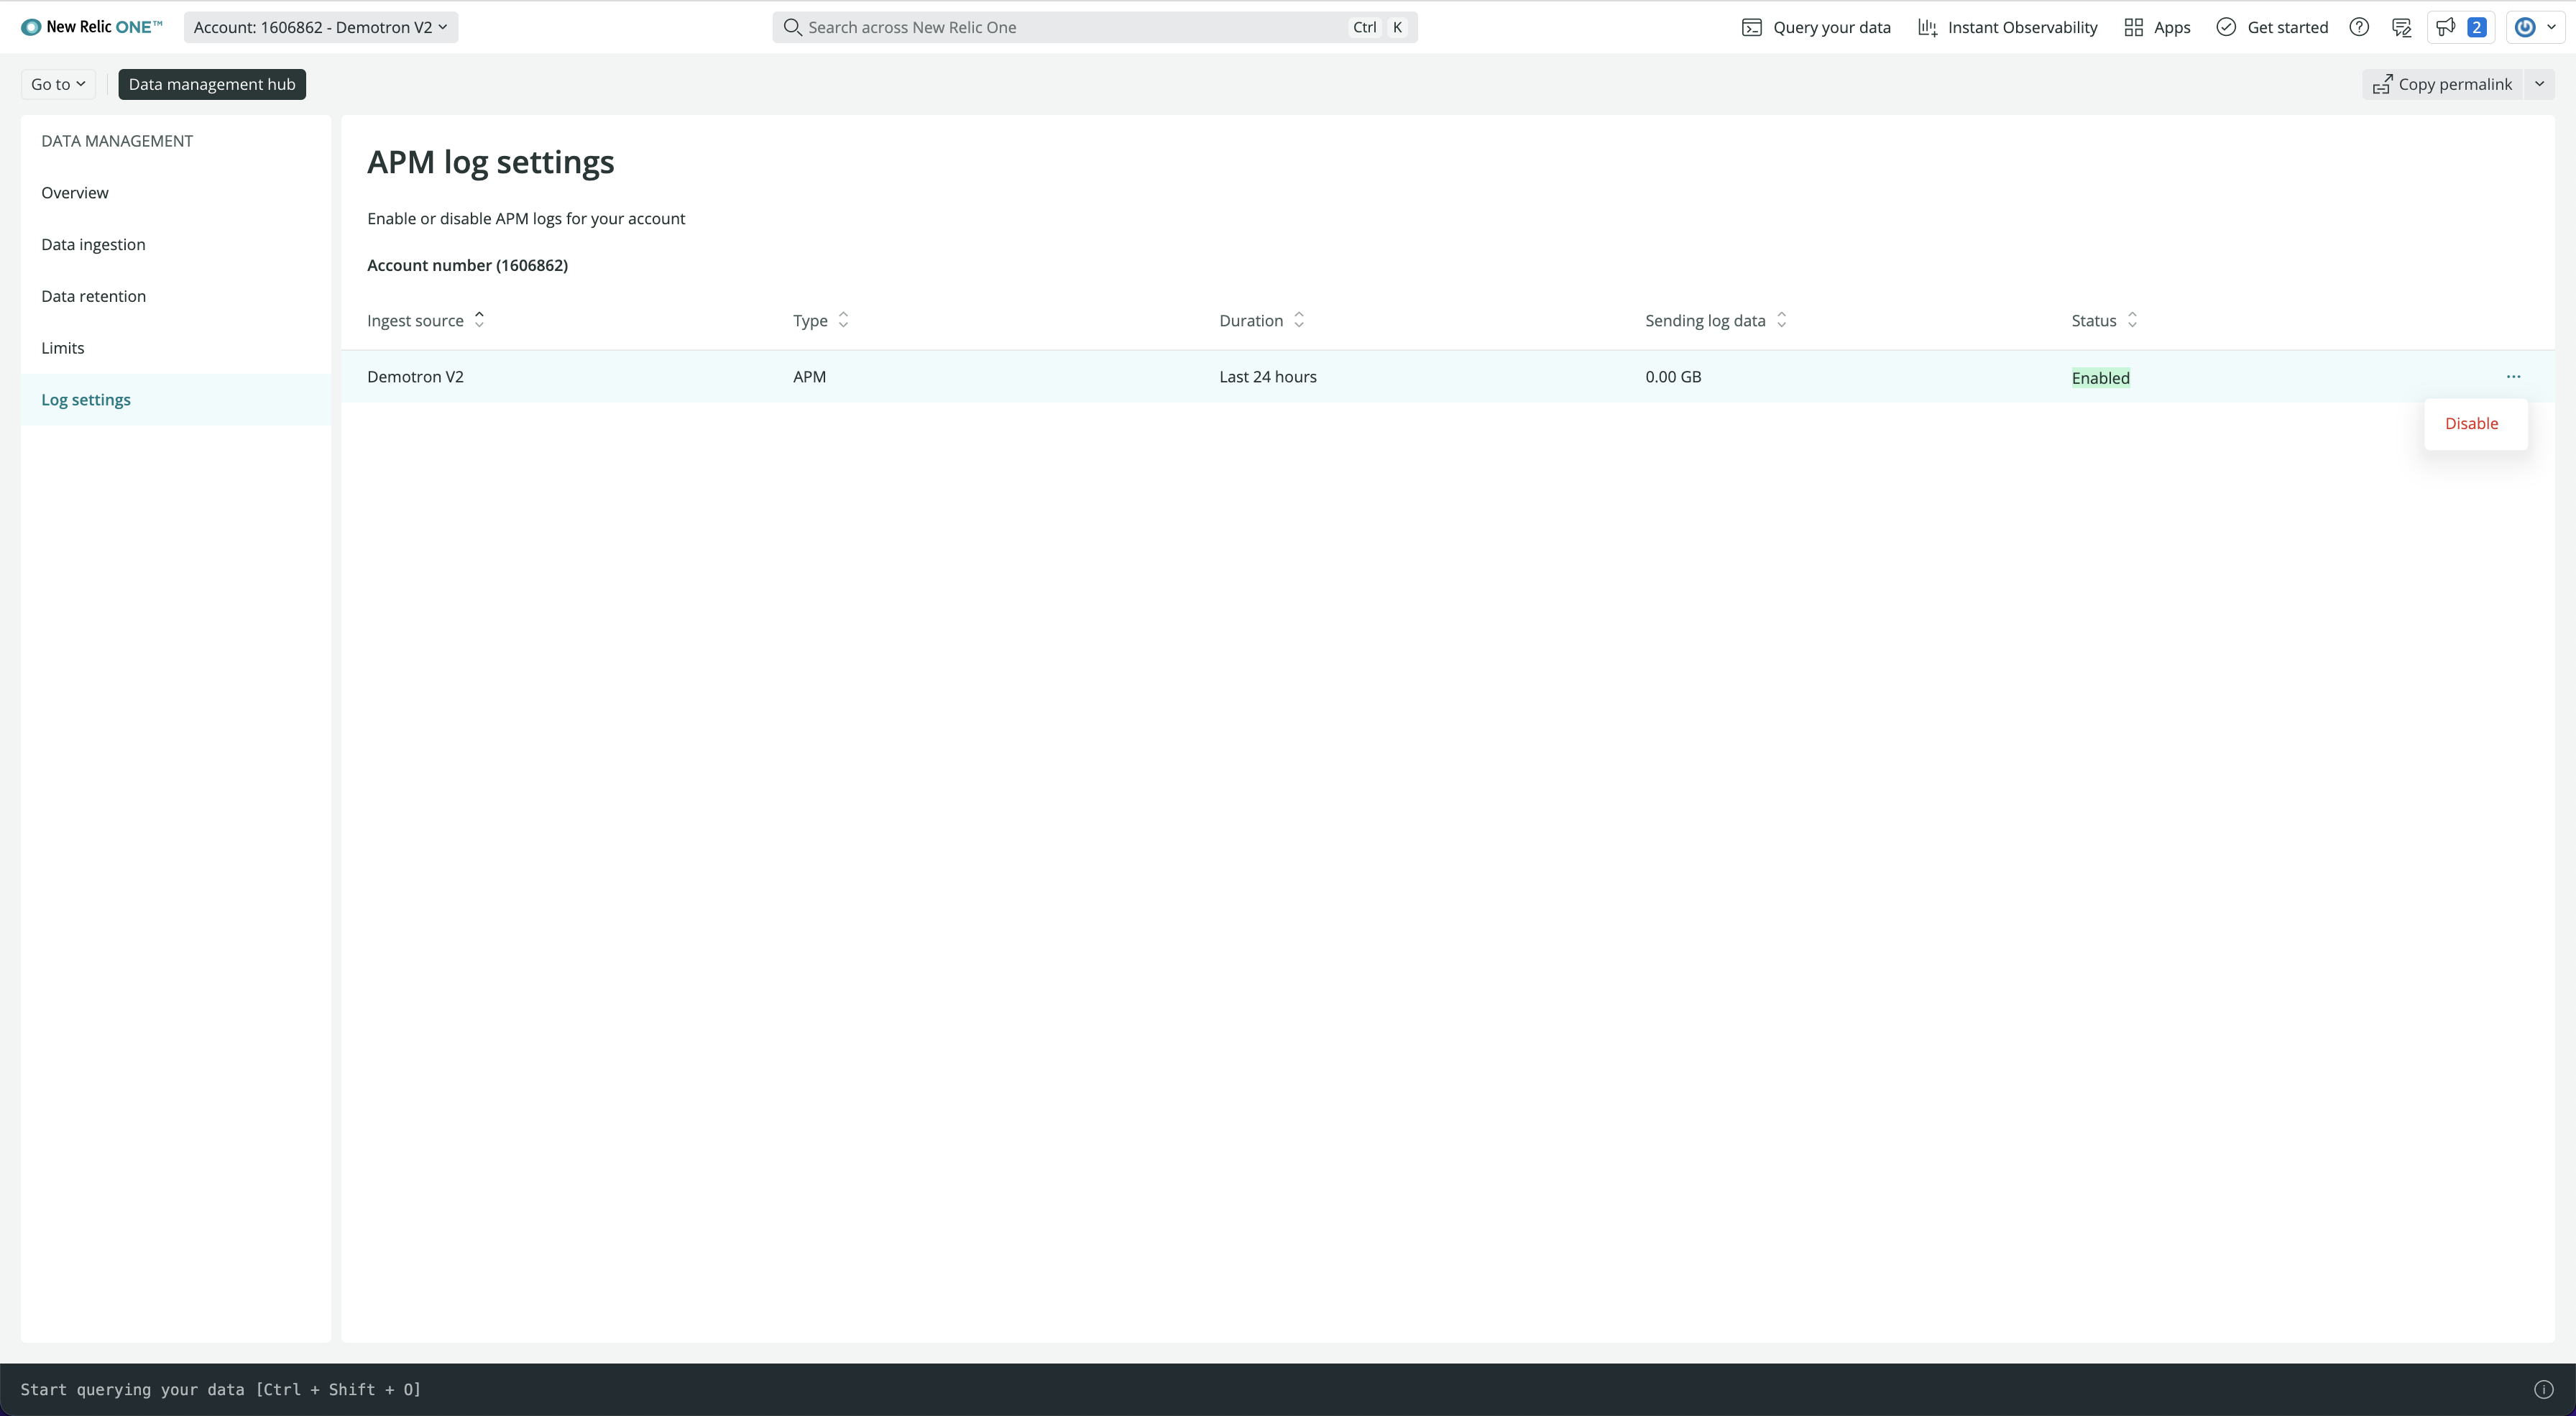 New Relic ONE™
Account: 1606862 - Demotron V2
Search across New Relic One
Ctrl K
Query your data
Instant Observability
Apps
Get started
2
Go to
Data management hub
Copy permalink
DATA MANAGEMENT
Overview
Data ingestion
Data retention
Limits
Log settings
APM log settings
Enable or disable APM logs for your account
Account number (1606862)
Ingest source Type Duration Sending log data Status
Demotron V2 APM Last 24 hours 0.00 GB Enabled ...
Disable
Start querying your data [Ctrl + Shift + O]